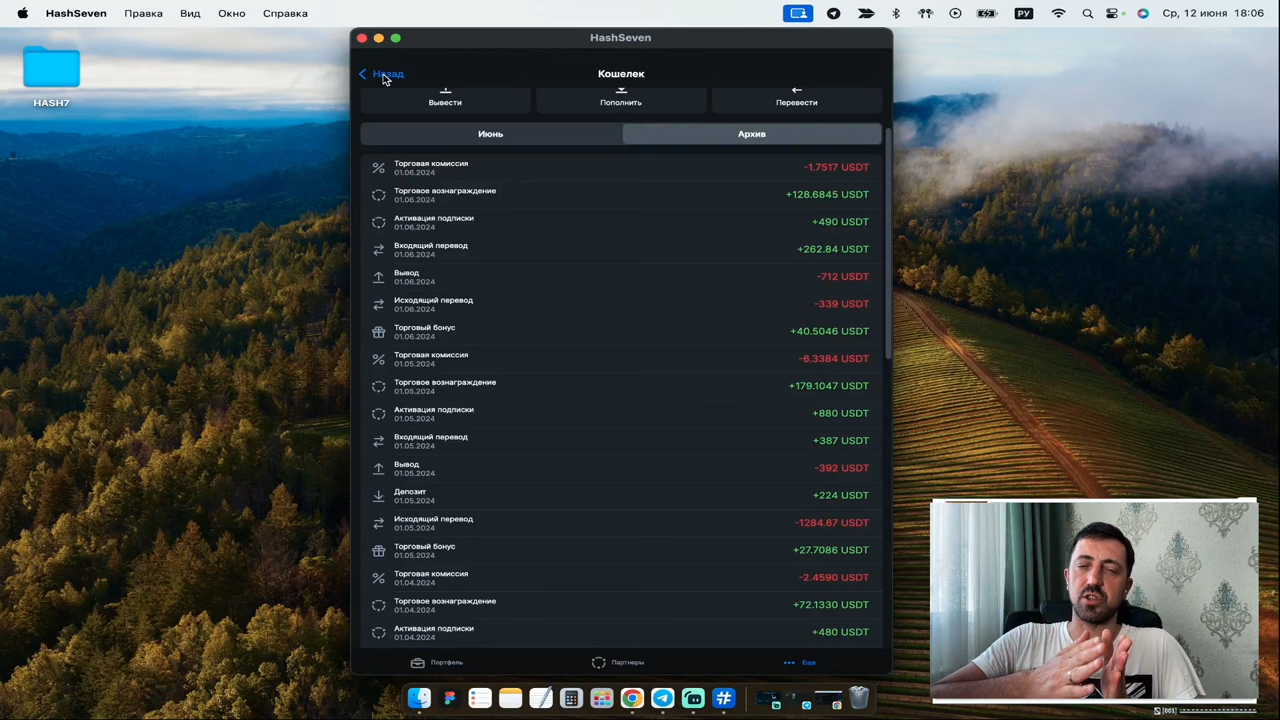 HashSeven Правка Вид Окно Справка РУ Ср, 12 июня 18:06
HashSeven
Назад Кошелек
Вывести Пополнить Перевести
Июнь Архив
Торговая комиссия -1.7517 USDT
01.06.2024
Торговое вознаграждение +128.6845 USDT
01.06.2024
Активация подписки +490 USDT
01.06.2024
Входящий перевод +262.84 USDT
01.06.2024
Вывод -712 USDT
01.06.2024
Исходящий перевод -339 USDT
01.06.2024
Торговый бонус +40.5046 USDT
01.06.2024
Торговая комиссия -6.3384 USDT
01.05.2024
Торговое вознаграждение +179.1047 USDT
01.05.2024
Активация подписки +880 USDT
01.05.2024
Входящий перевод +387 USDT
01.05.2024
Вывод -392 USDT
01.05.2024
Депозит +224 USDT
01.05.2024
Исходящий перевод -1284.67 USDT
01.05.2024
Торговый бонус +27.7086 USDT
01.05.2024
Торговая комиссия -2.4590 USDT
01.04.2024
Торговое вознаграждение +72.1330 USDT
01.04.2024
Активация подписки +480 USDT
01.04.2024
Портфель Партнеры Еще
HASH7
[001]